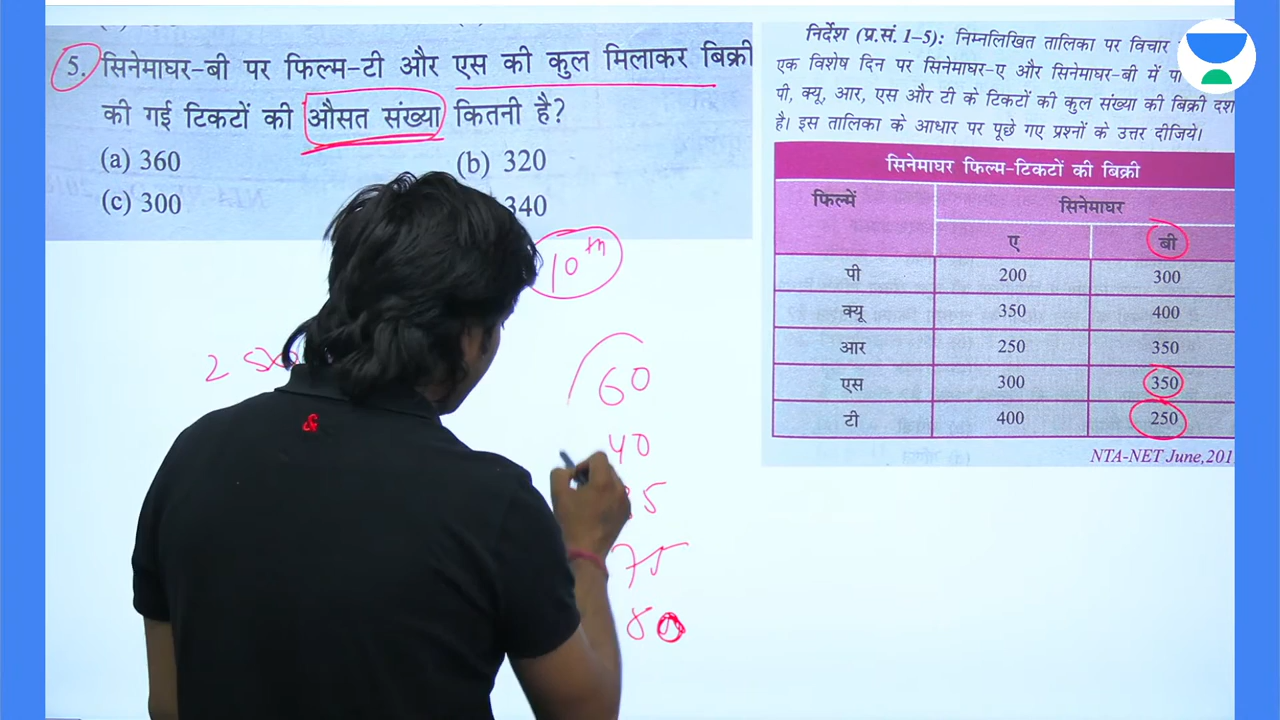 5. सिनेमाघर-बी पर फिल्म-टी और एस की कुल मिलाकर बिक्री
की गई टिकटों की औसत संख्या कितनी है?
(a) 360
(b) 320
(c) 300
340
निर्देश (प्र.सं. 1–5): निम्नलिखित तालिका पर विचार
एक विशेष दिन पर सिनेमाघर-ए और सिनेमाघर-बी में
पी, क्यू, आर, एस और टी के टिकटों की कुल संख्या की बिक्री
है। इस तालिका के आधार पर पूछे गए प्रश्नों के उत्तर दीजिये।
सिनेमाघर फिल्म-टिकटों की बिक्री
फिल्में सिनेमाघर
ए बी
पी 200 300
क्यू 350 400
आर 250 350
एस 300 350
टी 400 250
NTA-NET June,201
10th
60
40
5
75
80